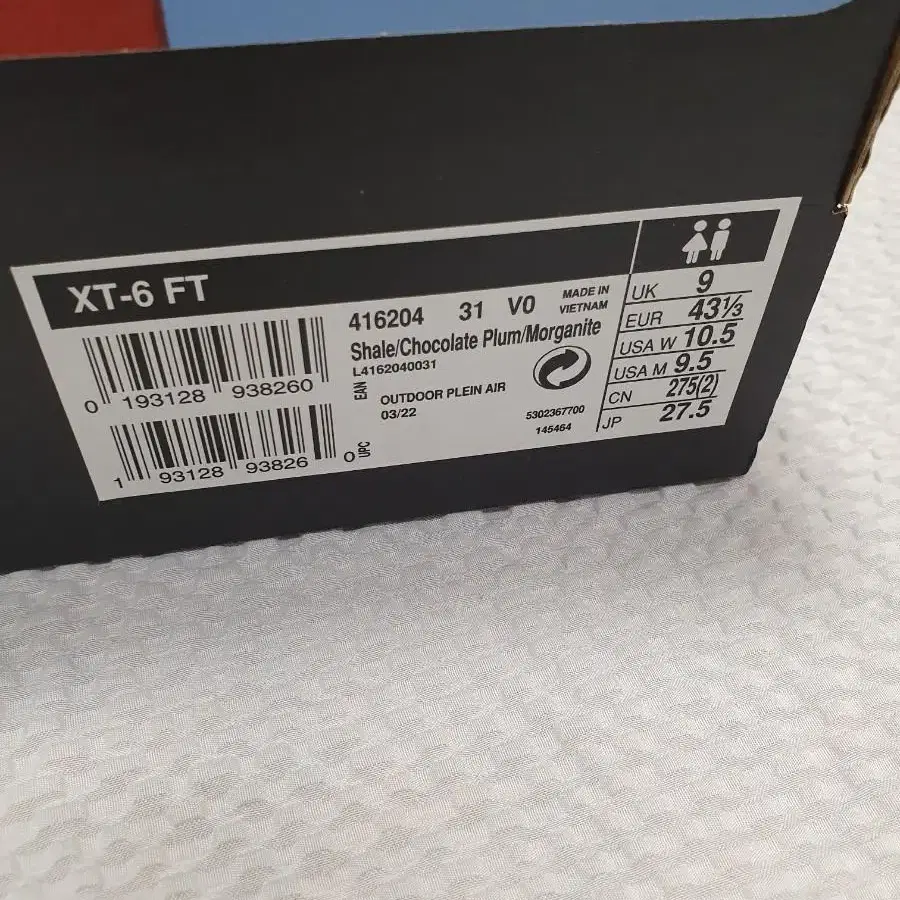 XT-6 FT
0 193128 938260
EAN
1 93128 93826 0
UPC
416204 31 V0
MADE IN
VIETNAM
Shale/Chocolate Plum/Morganite
L4162040031
OUTDOOR PLEIN AIR
03/22
5302367700
145464
UK 9
EUR 43⅓
USA W 10.5
USA M 9.5
CN 275(2)
JP 27.5